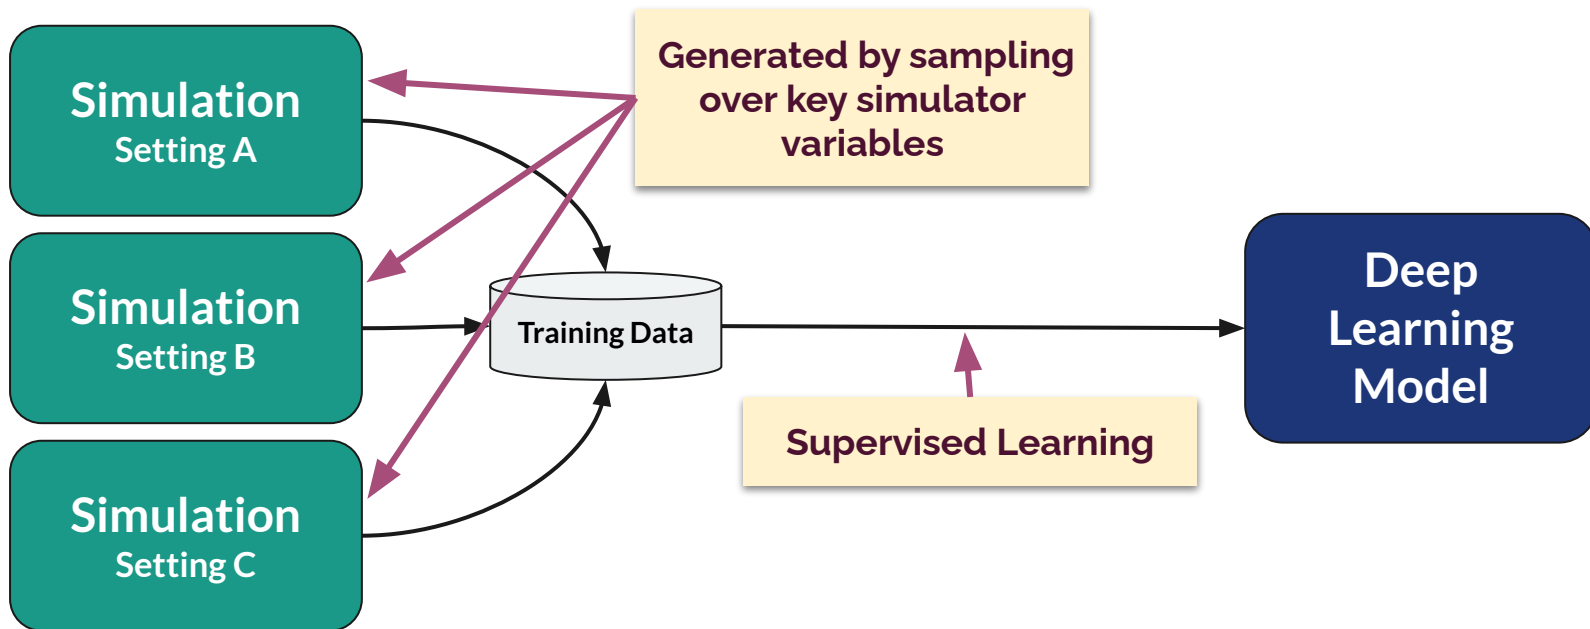 Simulation
Setting A
Generated by sampling
over key simulator
variables
Simulation
Setting B
Training Data
Deep
Learning
Model
Supervised Learning
Simulation
Setting C